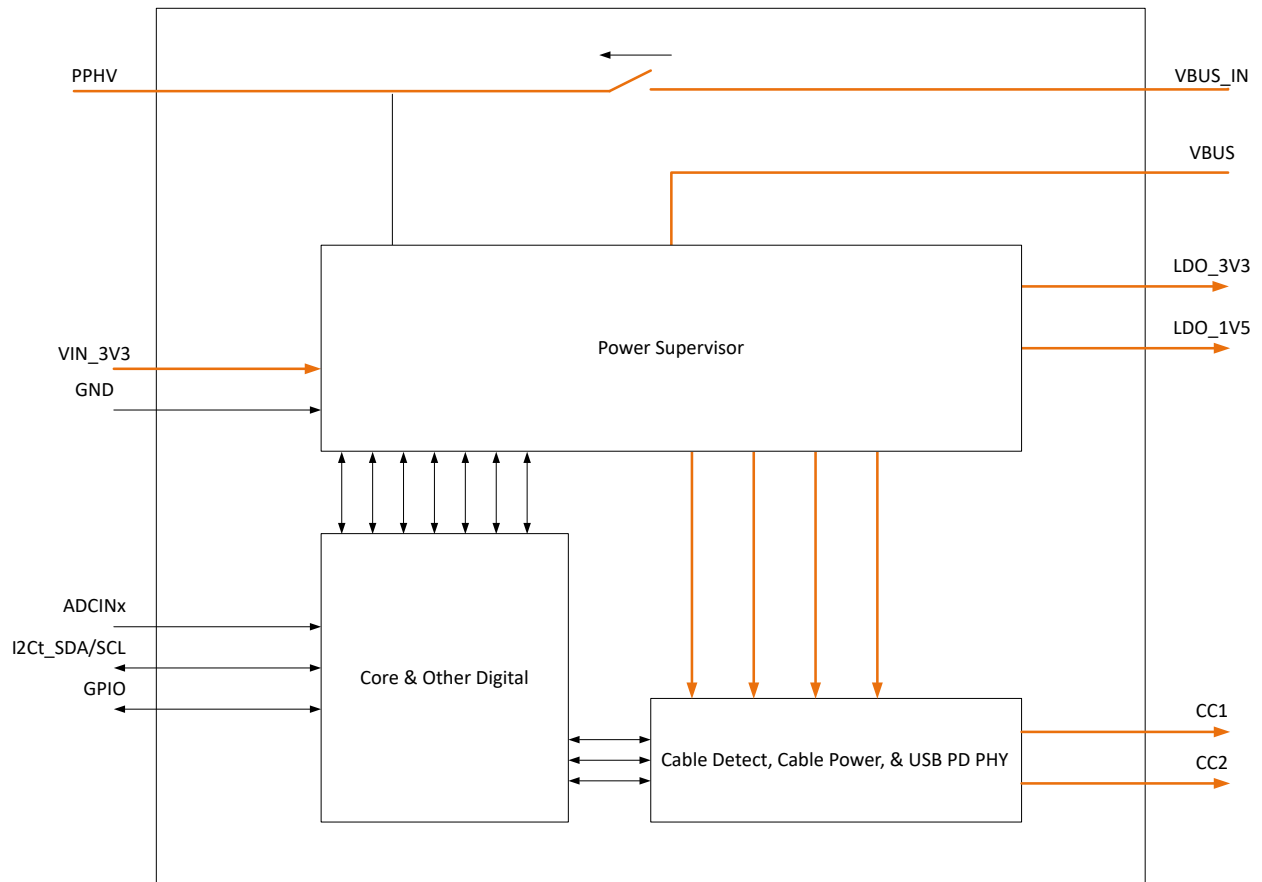 PPHV
VBUS_IN
VBUS
LDO_3V3
LDO_1V5
Power Supervisor
VIN_3V3
GND
ADCINx
I2Ct_SDA/SCL
GPIO
Core & Other Digital
Cable Detect, Cable Power, & USB PD PHY
CC1
CC2